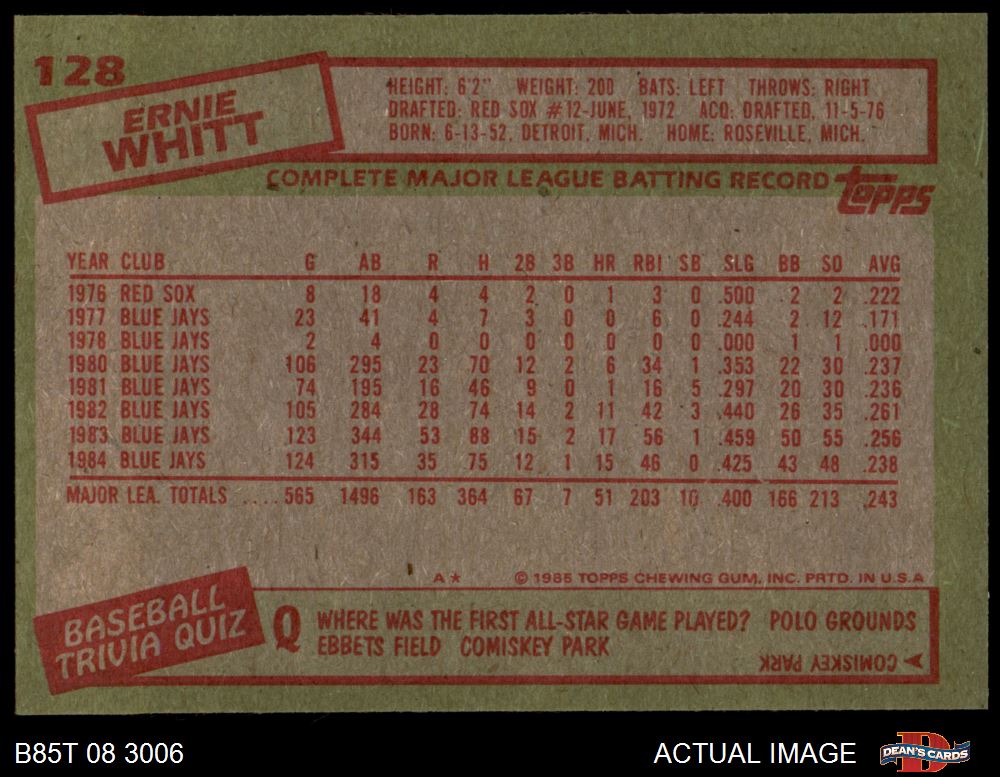 128
ERNIE
WHITT
HEIGHT: 6'2" WEIGHT: 200 BATS: LEFT THROWS: RIGHT
DRAFTED: RED SOX #12-JUNE, 1972 ACQ: DRAFTED, 11-5-76
BORN: 6-13-52, DETROIT, MICH. HOME: ROSEVILLE, MICH.
COMPLETE MAJOR LEAGUE BATTING RECORD topps
YEAR CLUB G AB R H 2B 3B HR RBI SB SLG BB SO AVG
1976 RED SOX 8 18 4 4 2 0 1 3 0 .500 2 2 .222
1977 BLUE JAYS 23 41 4 7 3 0 0 6 0 .244 2 12 .171
1978 BLUE JAYS 2 4 0 0 0 0 0 0 0 .000 1 1 .000
1980 BLUE JAYS 106 295 23 70 12 2 6 34 1 .353 22 30 .237
1981 BLUE JAYS 74 195 16 46 9 0 1 16 5 .297 20 30 .236
1982 BLUE JAYS 105 284 28 74 14 2 11 42 3 .440 26 35 .261
1983 BLUE JAYS 123 344 53 88 15 2 17 56 1 .459 50 55 .256
1984 BLUE JAYS 124 315 35 75 12 1 15 46 0 .425 43 48 .238
MAJOR LEA. TOTALS .... 565 1496 163 364 67 7 51 203 10 .400 166 213 .243
A* © 1985 TOPPS CHEWING GUM, INC. PRTD. IN U.S.A
BASEBALL
TRIVIA QUIZ
Q WHERE WAS THE FIRST ALL-STAR GAME PLAYED? POLO GROUNDS
EBBETS FIELD COMISKEY PARK
COMISKEY PARK
B85T 08 3006 ACTUAL IMAGE DEAN'S CARDS